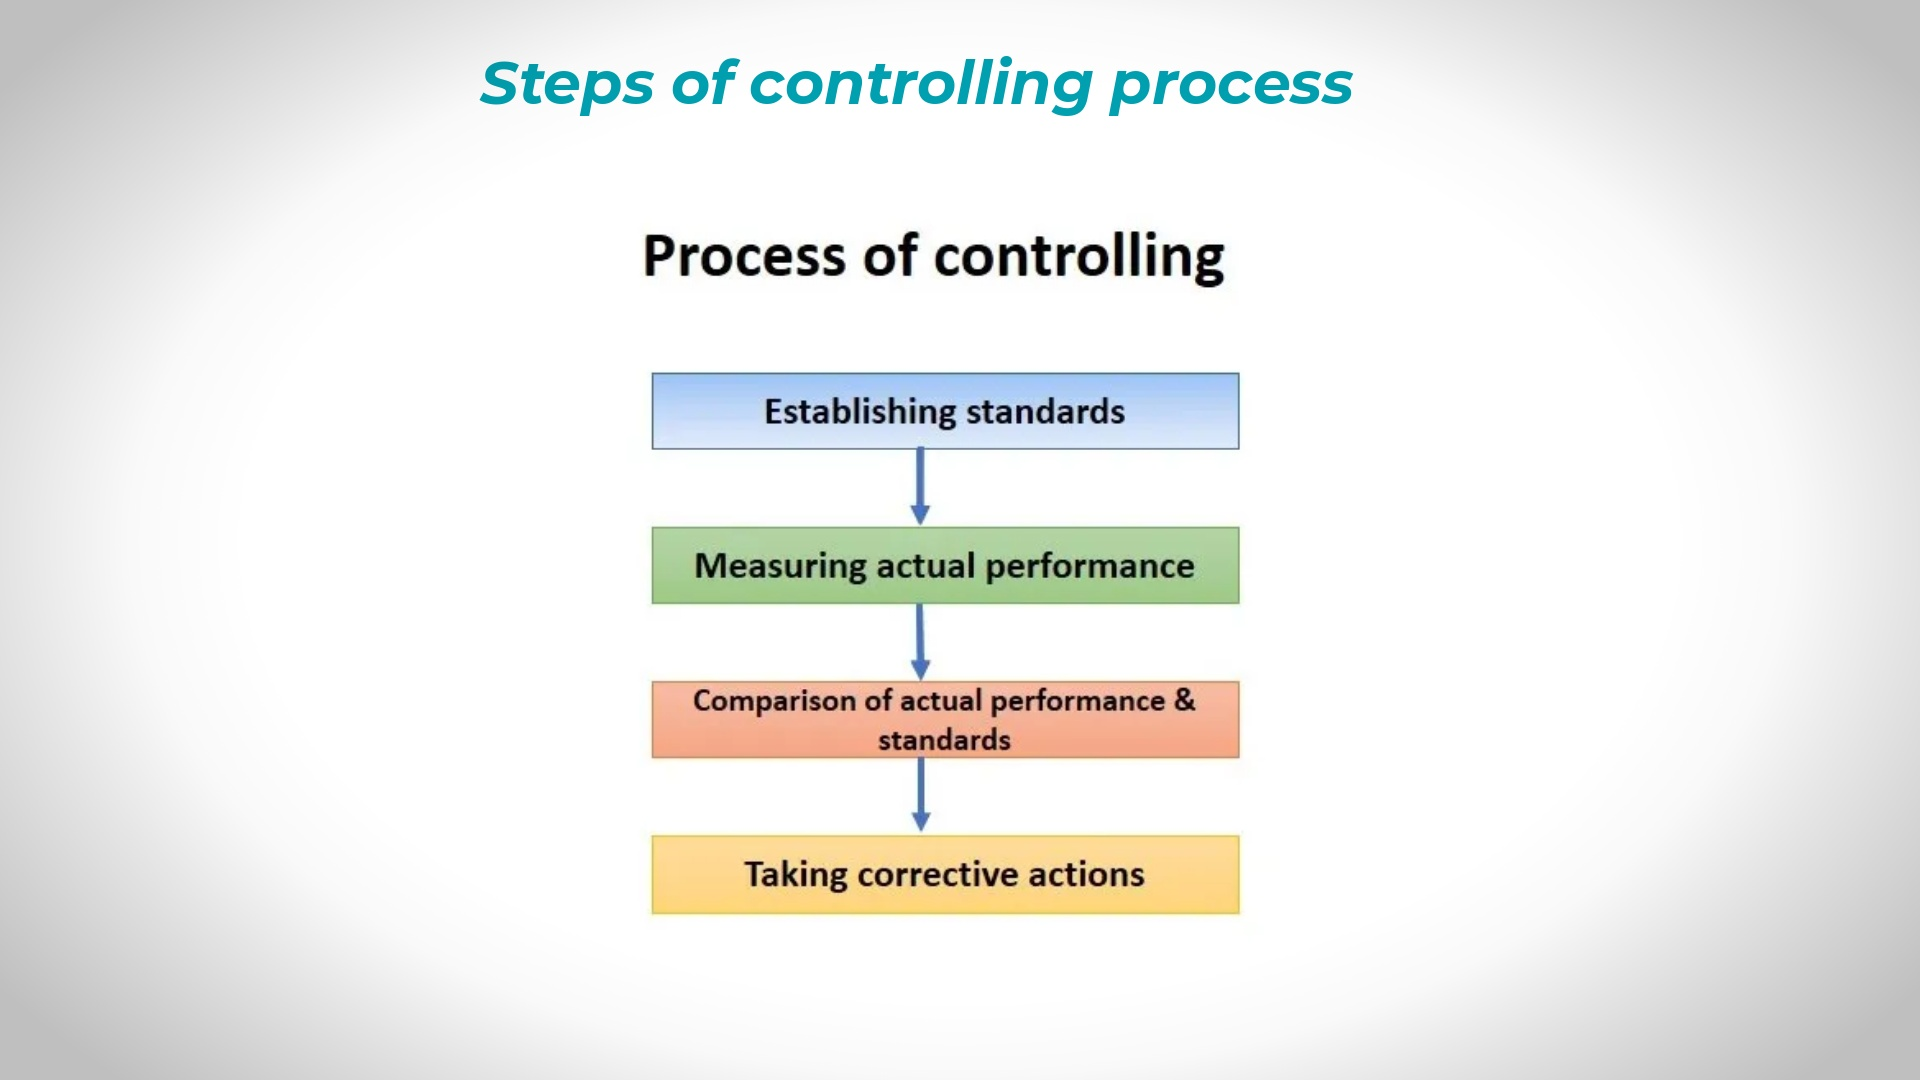 Steps of controlling process
Process of controlling
Establishing standards
Measuring actual performance
Comparison of actual performance &
standards
Taking corrective actions